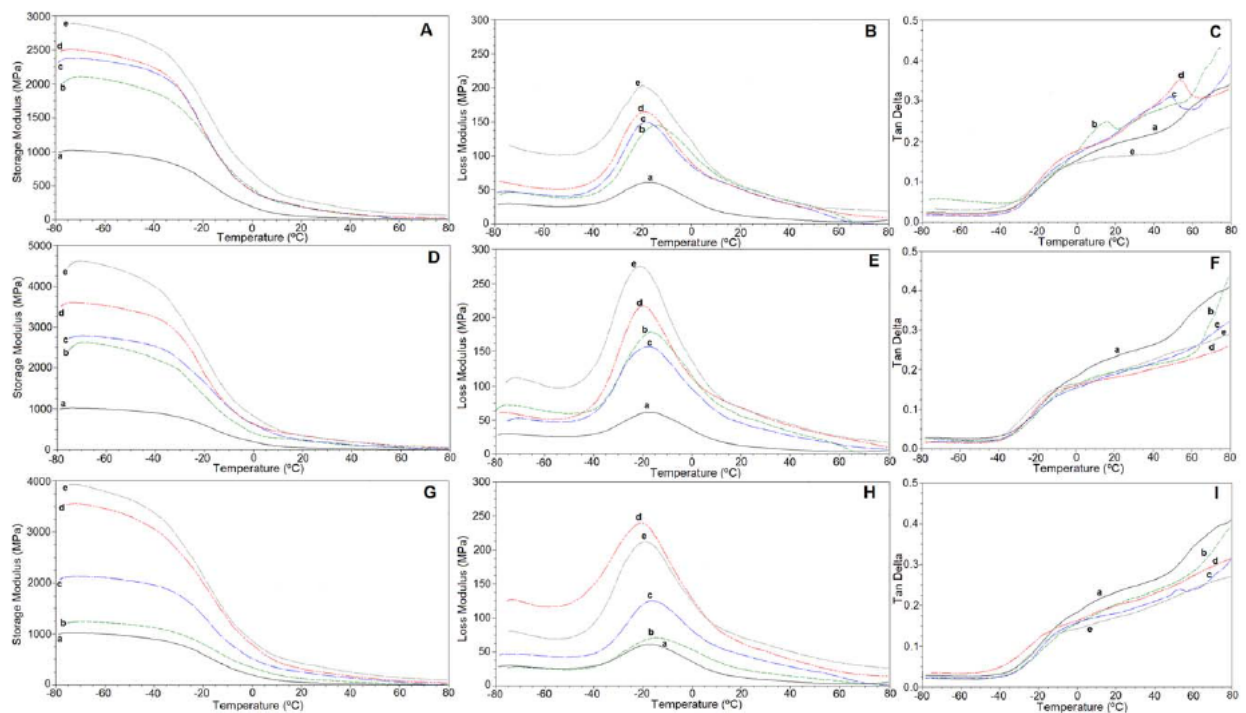 A
Storage Modulus (MPa)
3000
2500
2000
1500
1000
500
0
e
d
c
b
a
-80 -60 -40 -20 0 20 40 60 80
Temperature (ºC)
B
Loss Modulus (MPa)
300
250
200
150
100
50
0
e
d
c
b
a
-80 -60 -40 -20 0 20 40 60 80
Temperature (ºC)
C
Tan Delta
0.5
0.4
0.3
0.2
0.1
0.0
d
c
b
a
e
-80 -60 -40 -20 0 20 40 60 80
Temperature (ºC)
D
Storage Modulus (MPa)
5000
4000
3000
2000
1000
0
e
d
c
b
a
-80 -60 -40 -20 0 20 40 60 80
Temperature (ºC)
E
Loss Modulus (MPa)
300
250
200
150
100
50
0
e
d
b
c
a
-80 -60 -40 -20 0 20 40 60 80
Temperature (ºC)
F
Tan Delta
0.5
0.4
0.3
0.2
0.1
0.0
a
b
c
e
d
-80 -60 -40 -20 0 20 40 60 80
Temperature (ºC)
G
Storage Modulus (MPa)
4000
3000
2000
1000
0
e
d
c
b
a
-80 -60 -40 -20 0 20 40 60 80
Temperature (ºC)
H
Loss Modulus (MPa)
300
250
200
150
100
50
0
d
e
c
b
a
-80 -60 -40 -20 0 20 40 60 80
Temperature (ºC)
I
Tan Delta
0.5
0.4
0.3
0.2
0.1
0.0
a
b
d
c
e
-80 -60 -40 -20 0 20 40 60 80
Temperature (ºC)